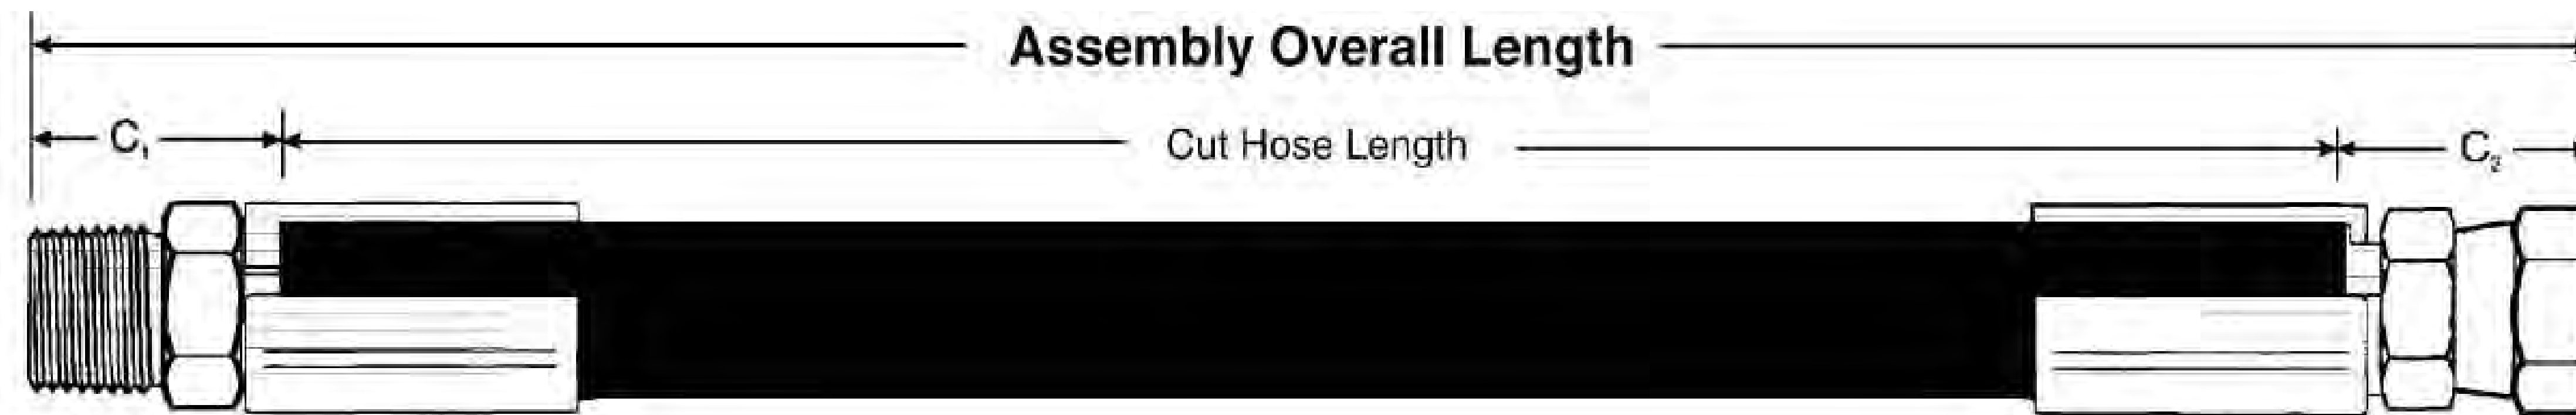 Assembly Overall Length
C₁
Cut Hose Length
C₂